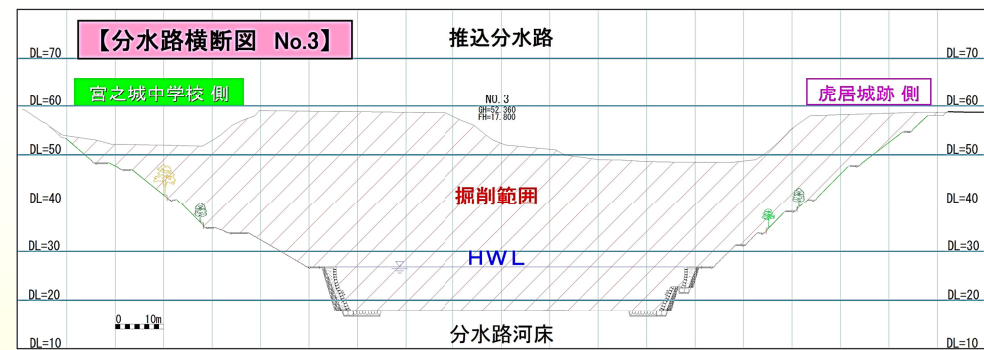 【分水路横断図 No.3】
推込分水路
DL=70
DL=70
宮之城中学校 側
虎居城跡 側
DL=60
DL=60
NO.3
GH=52.360
FH=17.800
DL=50
DL=50
掘削範囲
DL=40
DL=40
HWL
DL=30
DL=30
DL=20
DL=20
0 10m
分水路河床
DL=10
DL=10